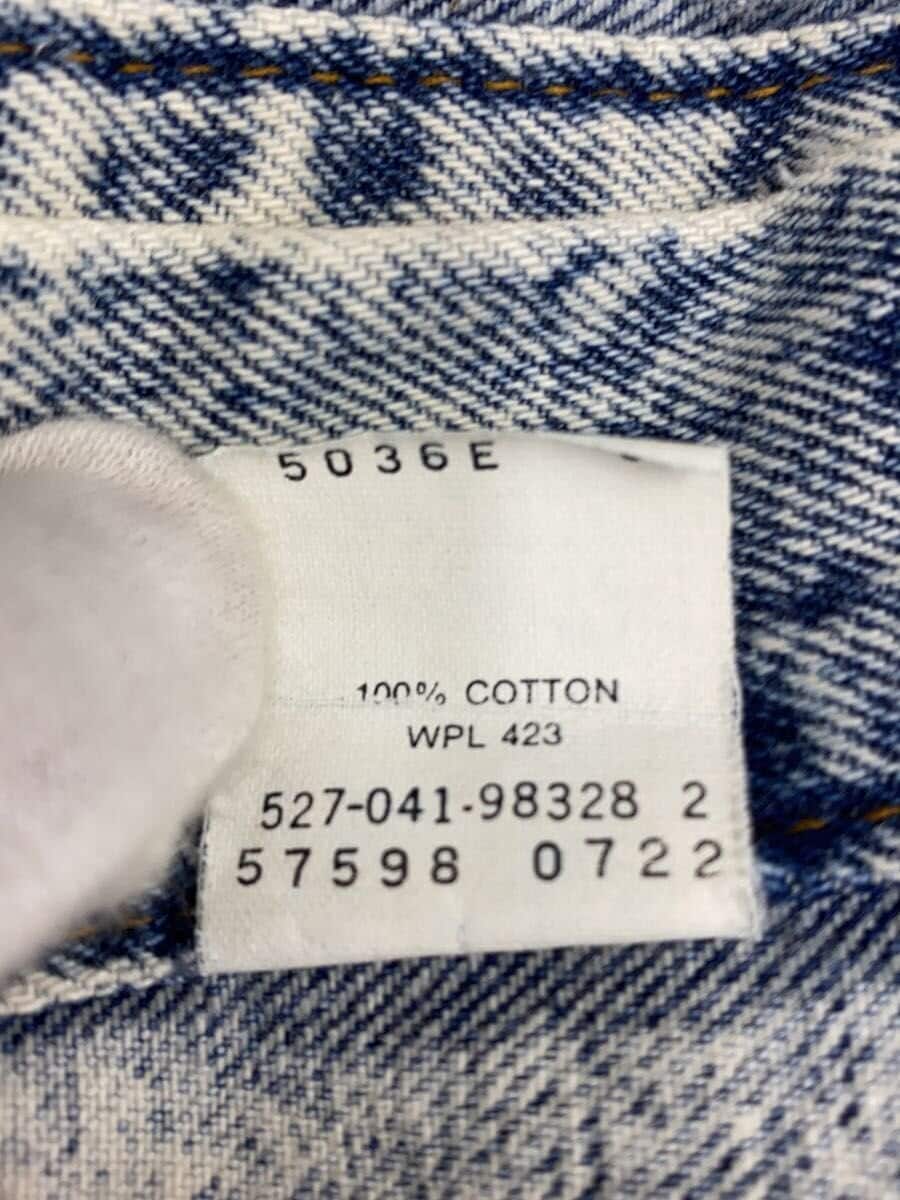 5036E
100% COTTON
WPL 423
527-041-98328 2
57598 0722